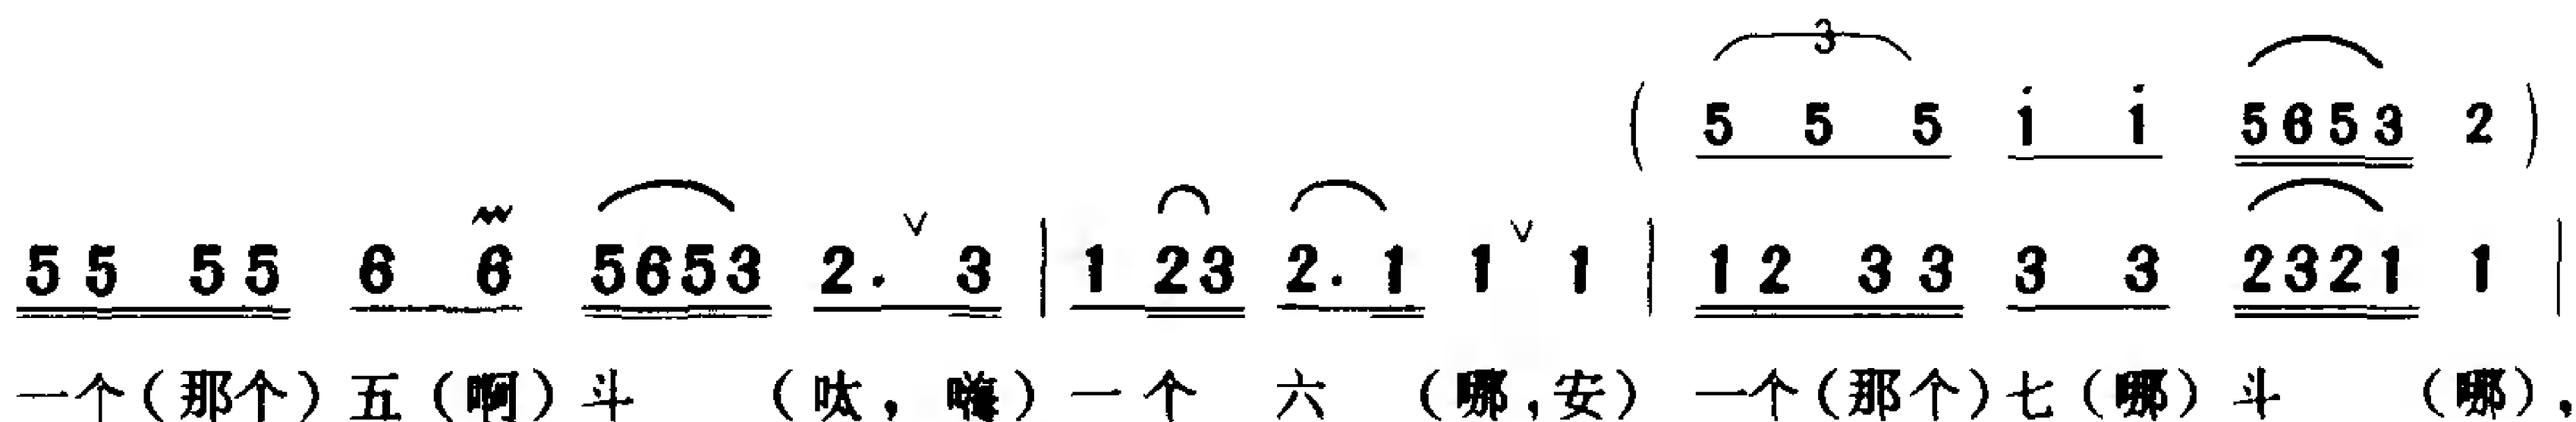 3
( 5 5 5 i i 5653 2 )
55 55 6 6 5653 2. ∨ 3 | 1 23 2. 1 1 ∨ 1 | 12 33 3 3 2321 1 |
一个(那个)五(啊)斗 (呔,嗨)一个 六 (哪,安) 一个(那个)七(哪)斗 (哪),